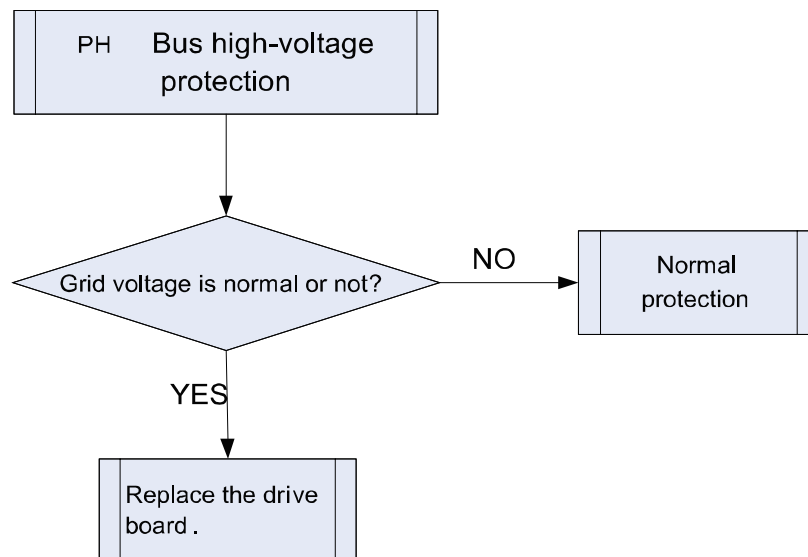 PH Bus high-voltage
protection
Grid voltage is normal or not?
NO
Normal
protection
YES
Replace the drive
board .